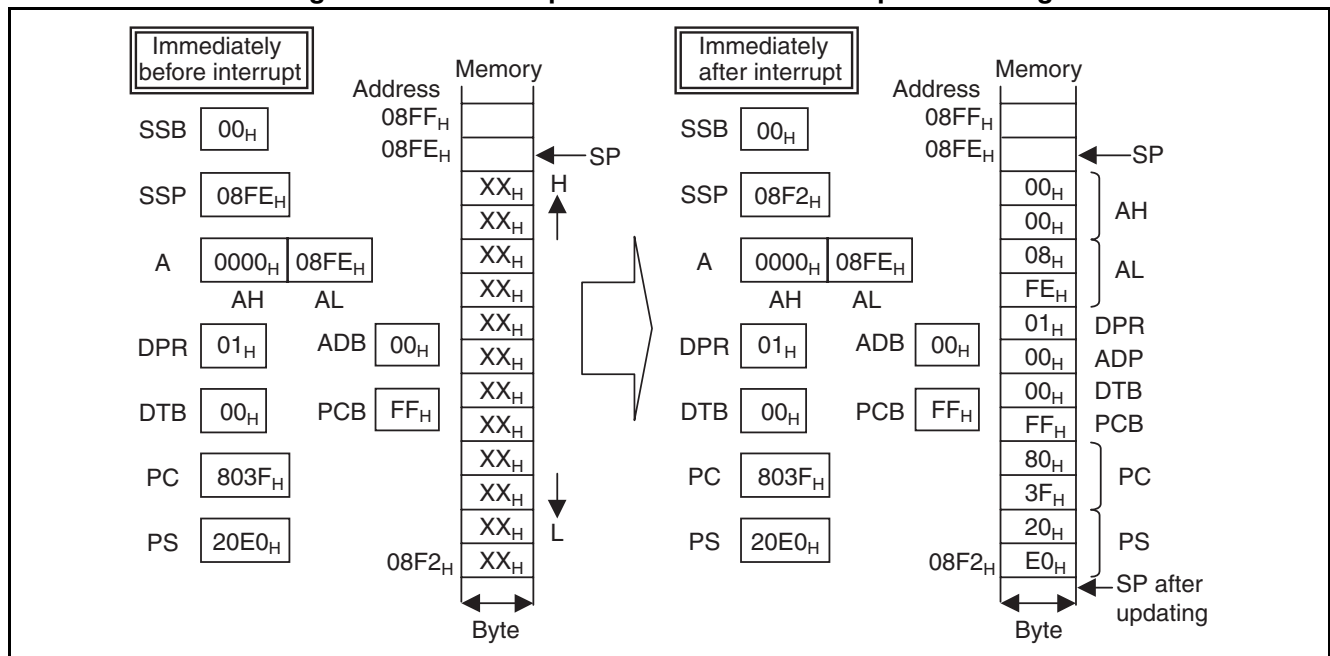 Immediately
before interrupt
Memory
Address
08FFH
SSB 00H
08FEH
SP
SSP 08FEH
XXH H
XXH
A 0000H 08FEH
XXH
AH AL
XXH
DPR 01H ADB 00H
XXH
XXH
DTB 00H PCB FFH
XXH
XXH
PC 803FH
XXH
XXH
XXH L
PS 20E0H
08F2H XXH
Byte
Immediately
after interrupt
Memory
Address
08FFH
SSB 00H
08FEH
SP
SSP 08F2H
00H
00H
AH
A 0000H 08FEH
08H
FEH
AL
AH AL
DPR 01H ADB 00H
01H DPR
00H ADP
DTB 00H PCB FFH
00H DTB
FFH PCB
PC 803FH
80H
3FH
PC
PS 20E0H
20H
08F2H E0H
PS
SP after
updating
Byte